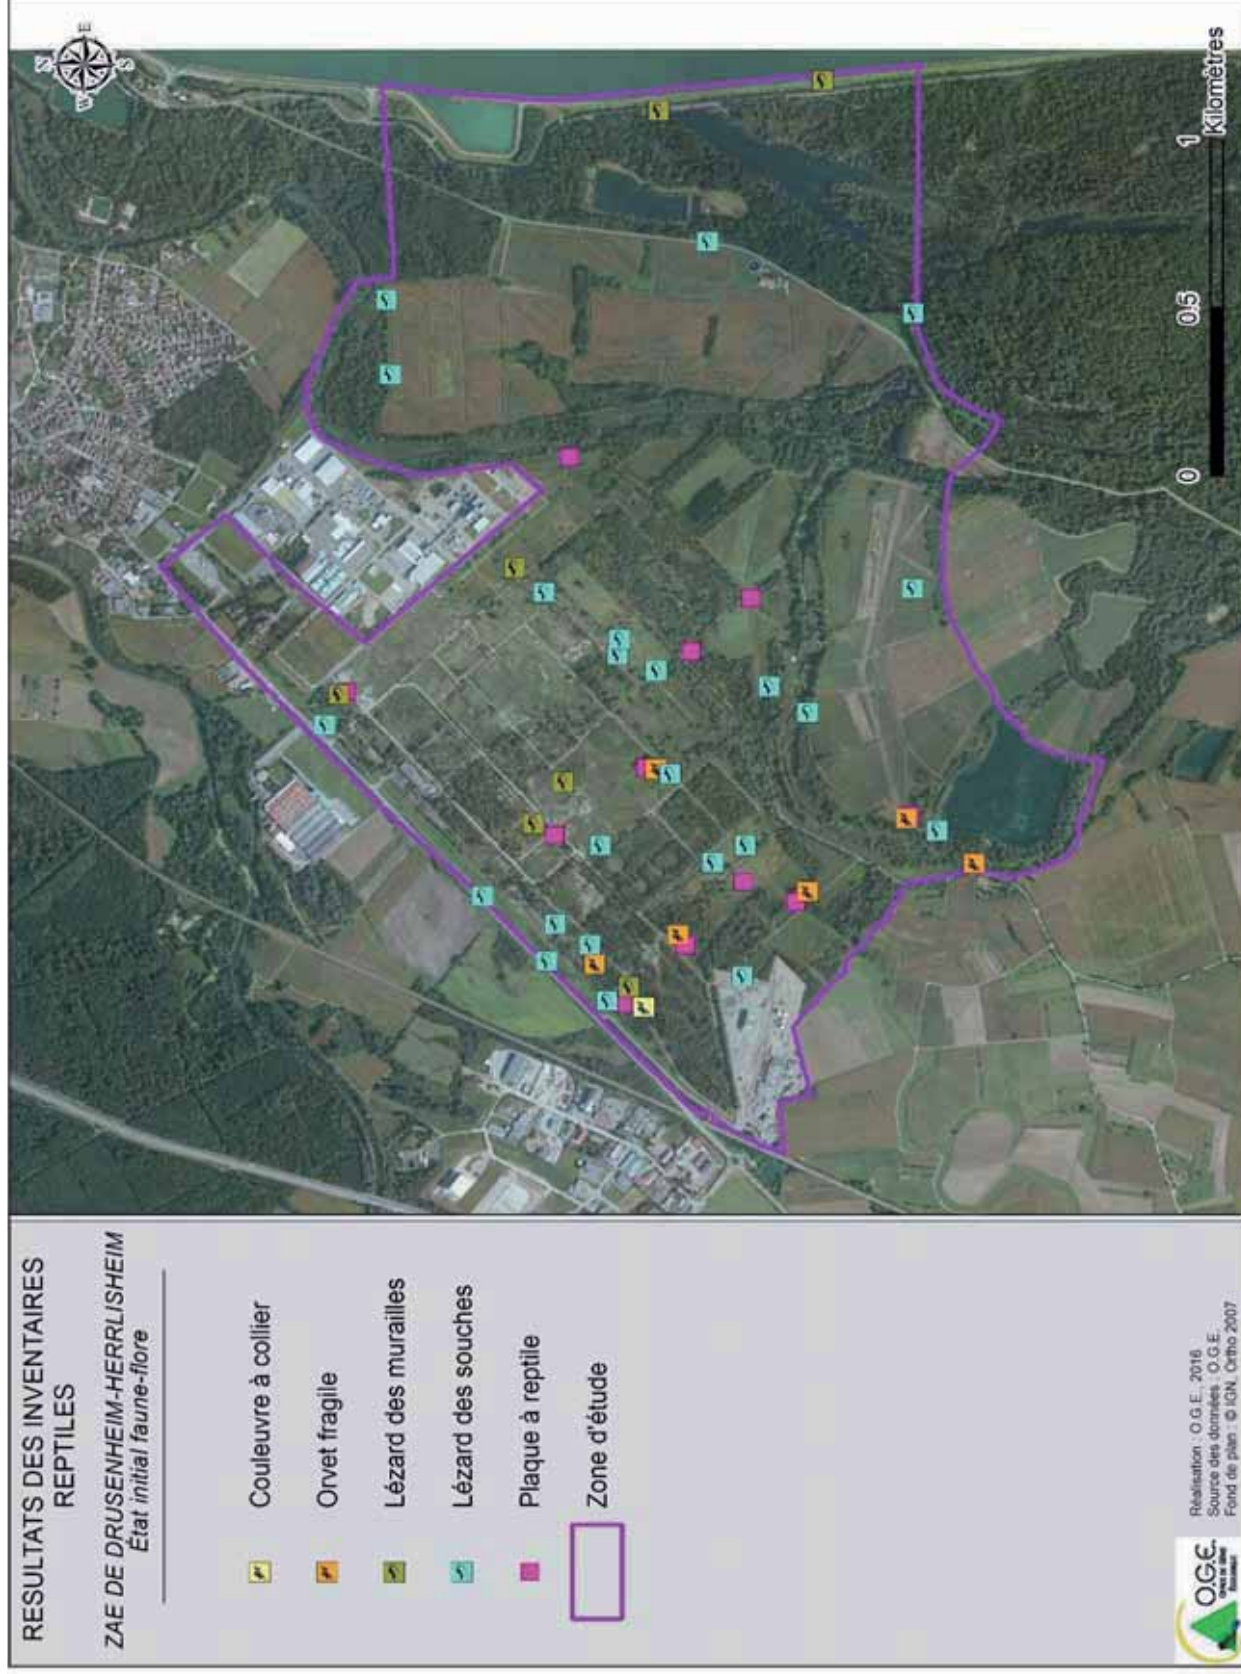 RESULTATS DES INVENTAIRES
REPTILES
ZAE DE DRUSENHEIM-HERRLISHEIM
État initial faune-flore
Couleuvre à collier
Orvet fragile
Lézard des murailles
Lézard des souches
Plaque à reptile
Zone d'étude
O.G.E.
Réalisation : O.G.E., 2016
Source des données : O.G.E.
Fond de plan : © IGN, Ortho 2007
N
E
S
W
0
0.5
1
Kilomètres